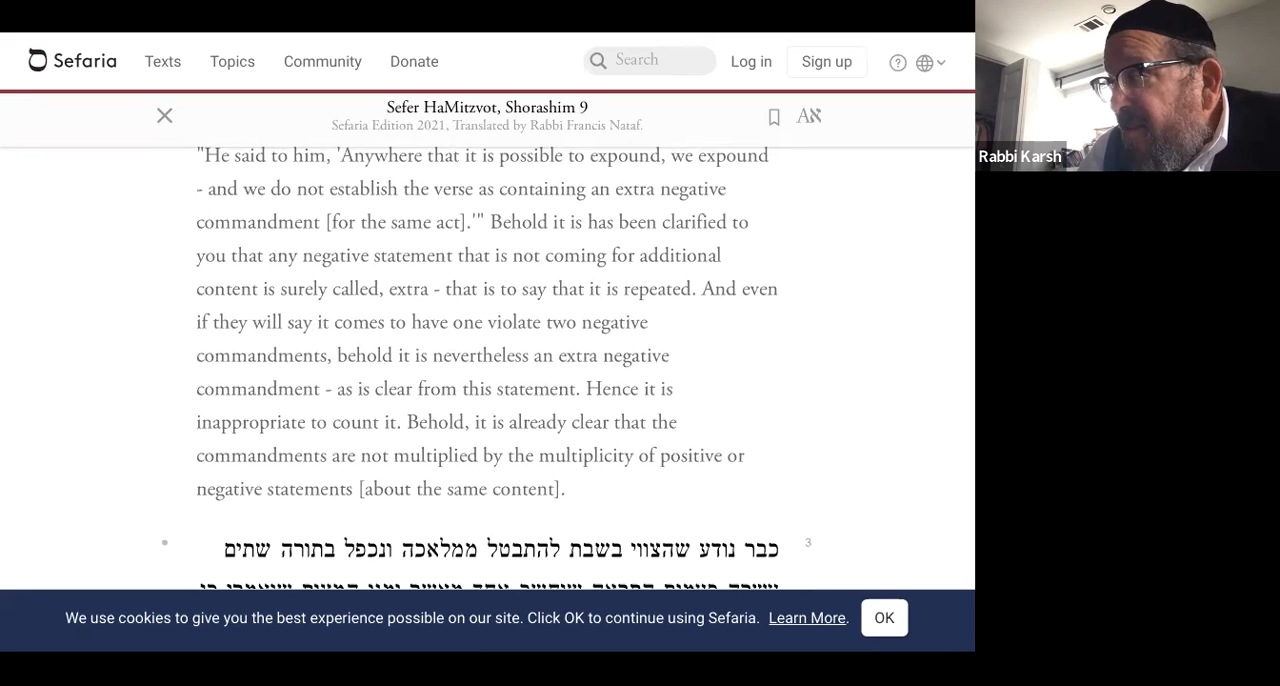 Sefaria Texts Topics Community Donate Search Log in Sign up
Sefer HaMitzvot, Shorashim 9
Sefaria Edition 2021, Translated by Rabbi Francis Nataf.
Rabbi Karsh
"He said to him, 'Anywhere that it is possible to expound, we expound
- and we do not establish the verse as containing an extra negative
commandment [for the same act].'" Behold it is has been clarified to
you that any negative statement that is not coming for additional
content is surely called, extra - that is to say that it is repeated. And even
if they will say it comes to have one violate two negative
commandments, behold it is nevertheless an extra negative
commandment - as is clear from this statement. Hence it is
inappropriate to count it. Behold, it is already clear that the
commandments are not multiplied by the multiplicity of positive or
negative statements [about the same content].
3
כבר נודע שהצווי בשבת להתבטל ממלאכה ונכפל בתורה שתים
We use cookies to give you the best experience possible on our site. Click OK to continue using Sefaria. Learn More. OK